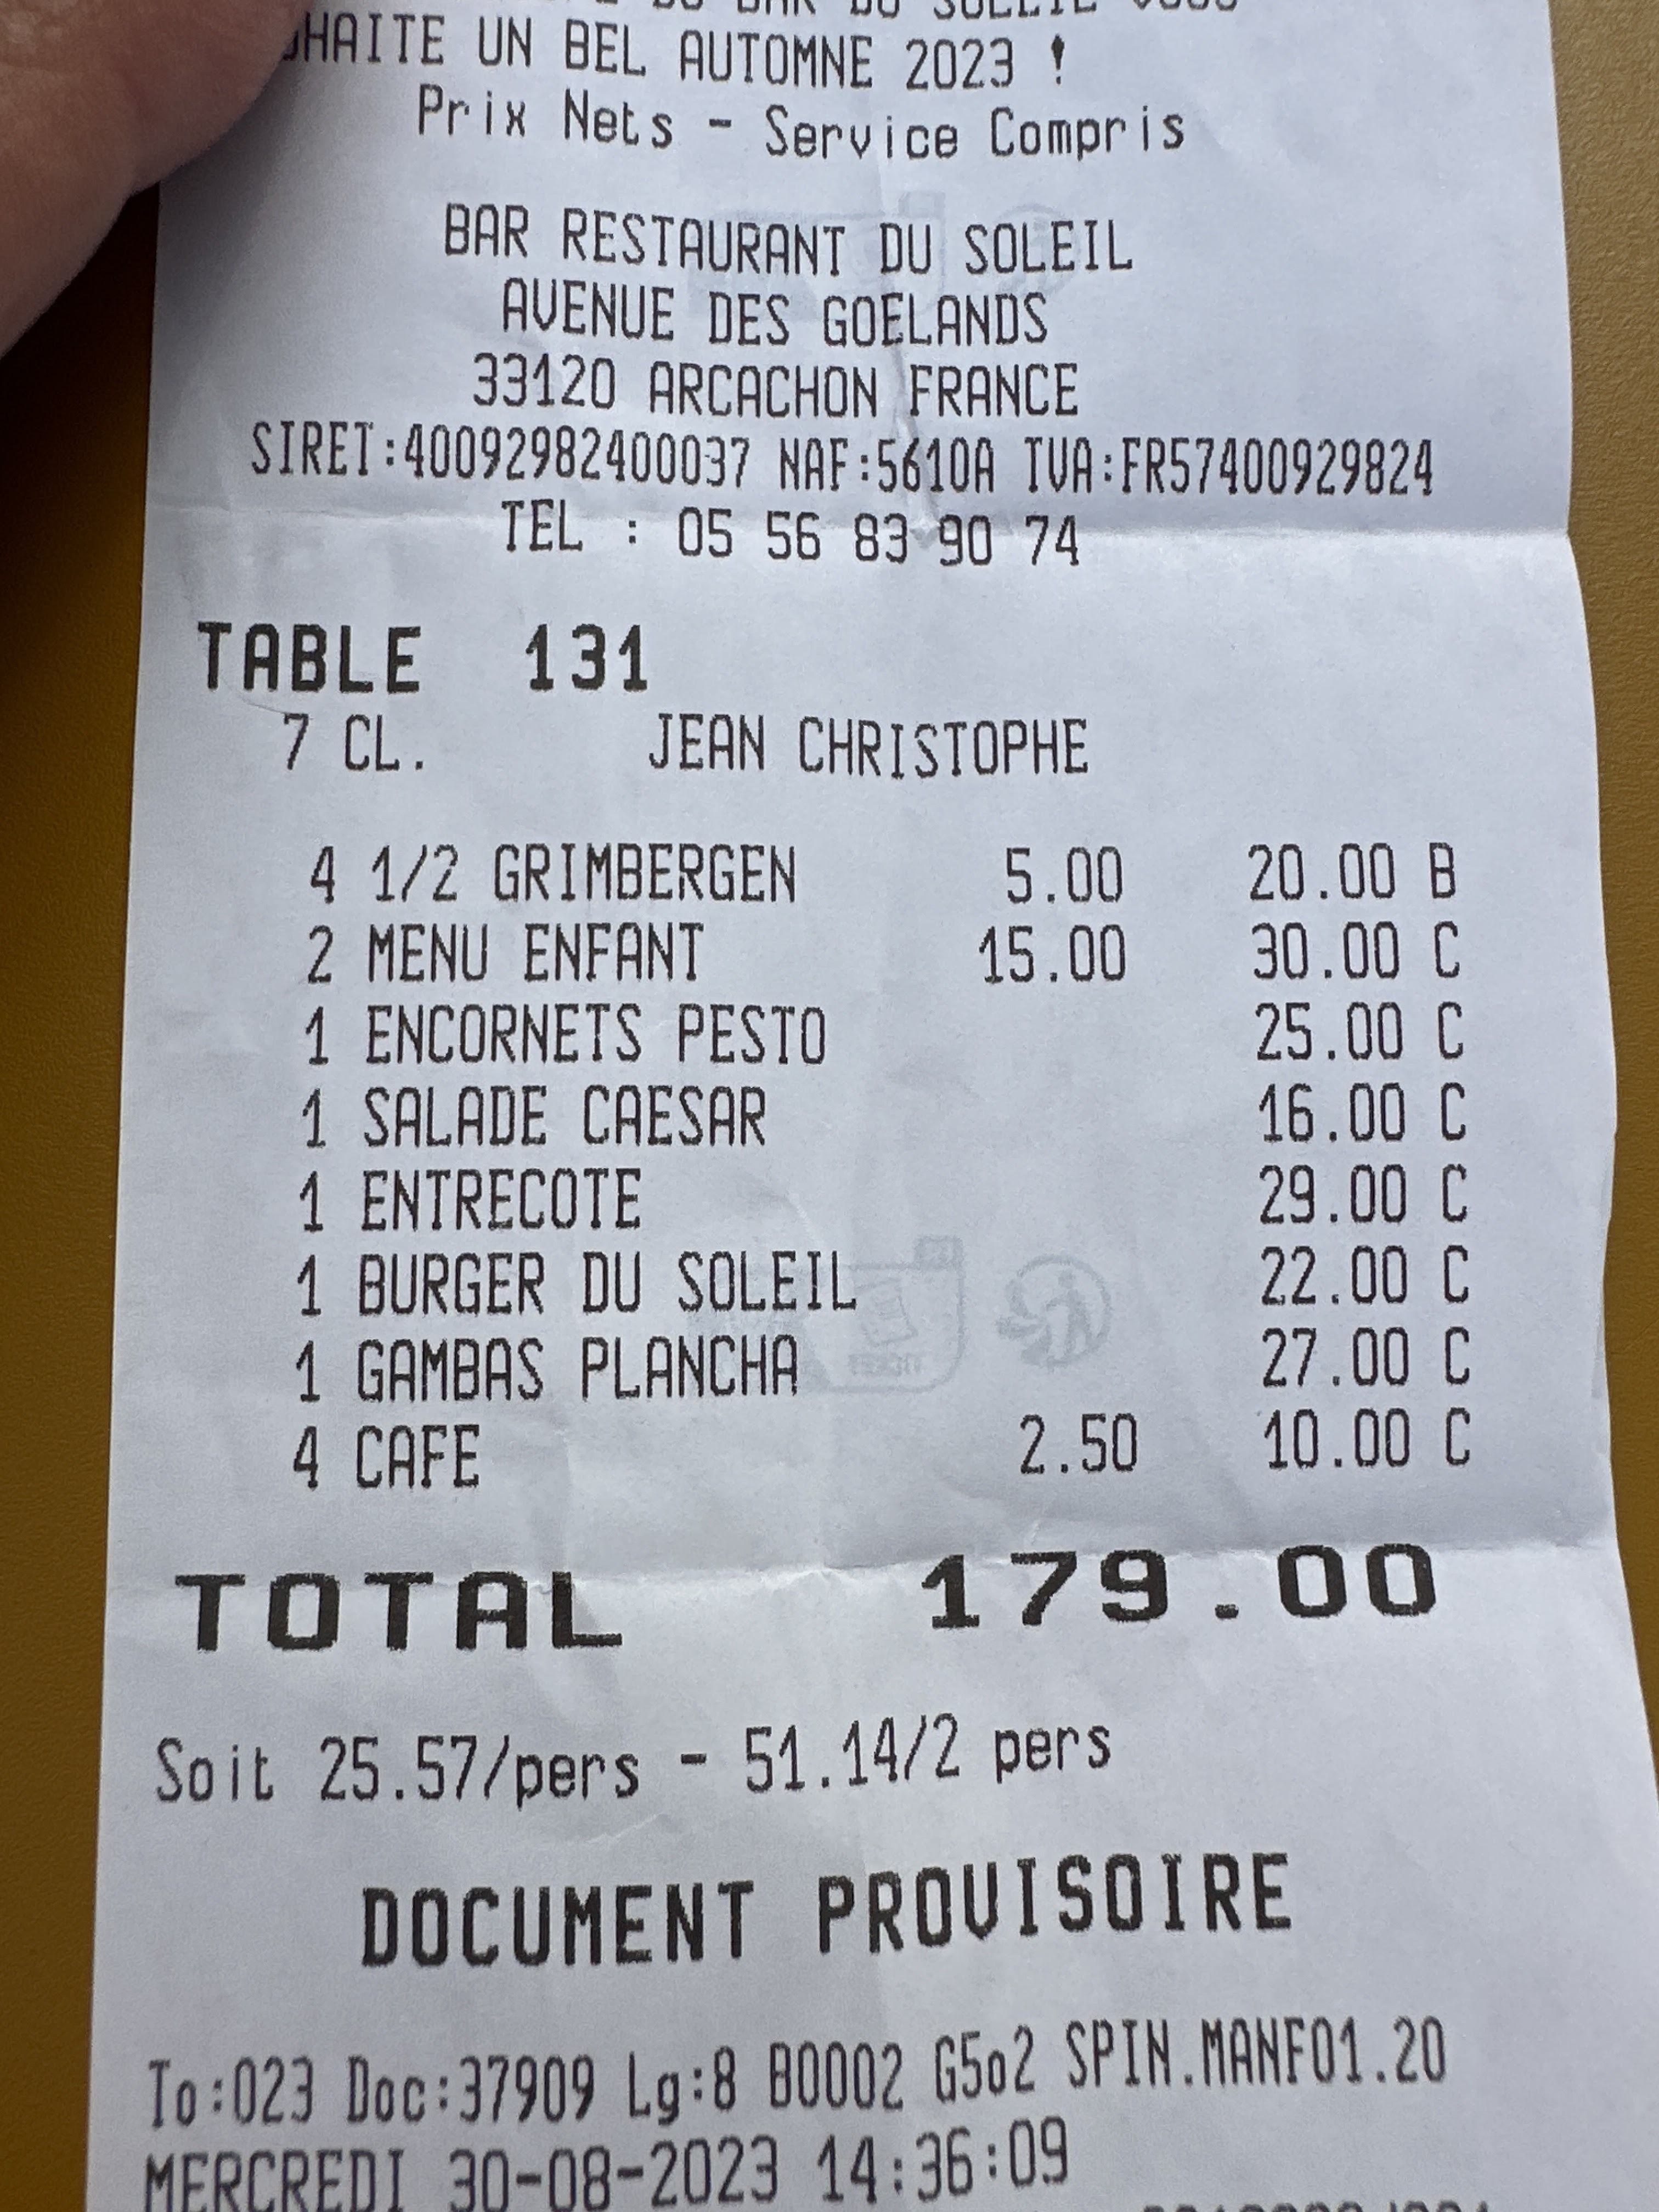 DU BAR DU SOLEIL VOUS
HAITE UN BEL AUTOMNE 2023 !
Prix Nets - Service Compris
BAR RESTAURANT DU SOLEIL
AVENUE DES GOELANDS
33120 ARCACHON FRANCE
SIRET:40092982400037 NAF:5610A TVA:FR57400929824
TEL : 05 56 83 90 74
TABLE 131
7 CL. JEAN CHRISTOPHE
4 1/2 GRIMBERGEN 5.00 20.00 B
2 MENU ENFANT 15.00 30.00 C
1 ENCORNETS PESTO 25.00 C
1 SALADE CAESAR 16.00 C
1 ENTRECOTE 29.00 C
1 BURGER DU SOLEIL 22.00 C
1 GAMBAS PLANCHA 27.00 C
4 CAFE 2.50 10.00 C
TOTAL 179.00
Soit 25.57/pers - 51.14/2 pers
DOCUMENT PROVISOIRE
To:023 Doc:37909 Lg:8 B0002 G5o2 SPIN.MANF01.20
MERCREDI 30-08-2023 14:36:09